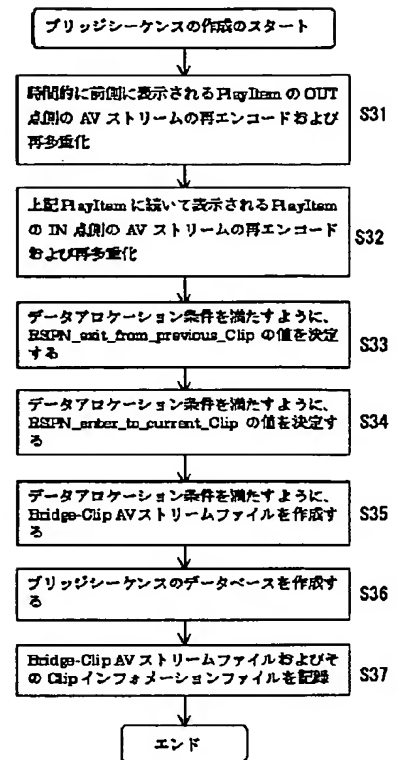 ブリッジシーケンスの作成のスタート
時間的に前側に表示されるPlayItemのOUT
点側のAVストリームの再エンコードおよび
再多重化
S31
上記PlayItemに続いて表示されるPlayItem
のIN点側のAVストリームの再エンコード
および再多重化
S32
データアロケーション条件を満たすように、
RSPN_exit_from_previous_Clipの値を決定
する
S33
データアロケーション条件を満たすように、
RSPN_enter_to_current_Clipの値を決定す
る
S34
データアロケーション条件を満たすように、
Bridge-Clip AVストリームファイルを作成する
S35
ブリッジシーケンスのデータベースを作成す
る
S36
Bridge-Clip AVストリームファイルおよびそ
のClipインフォメーションファイルを記録
S37
エンド